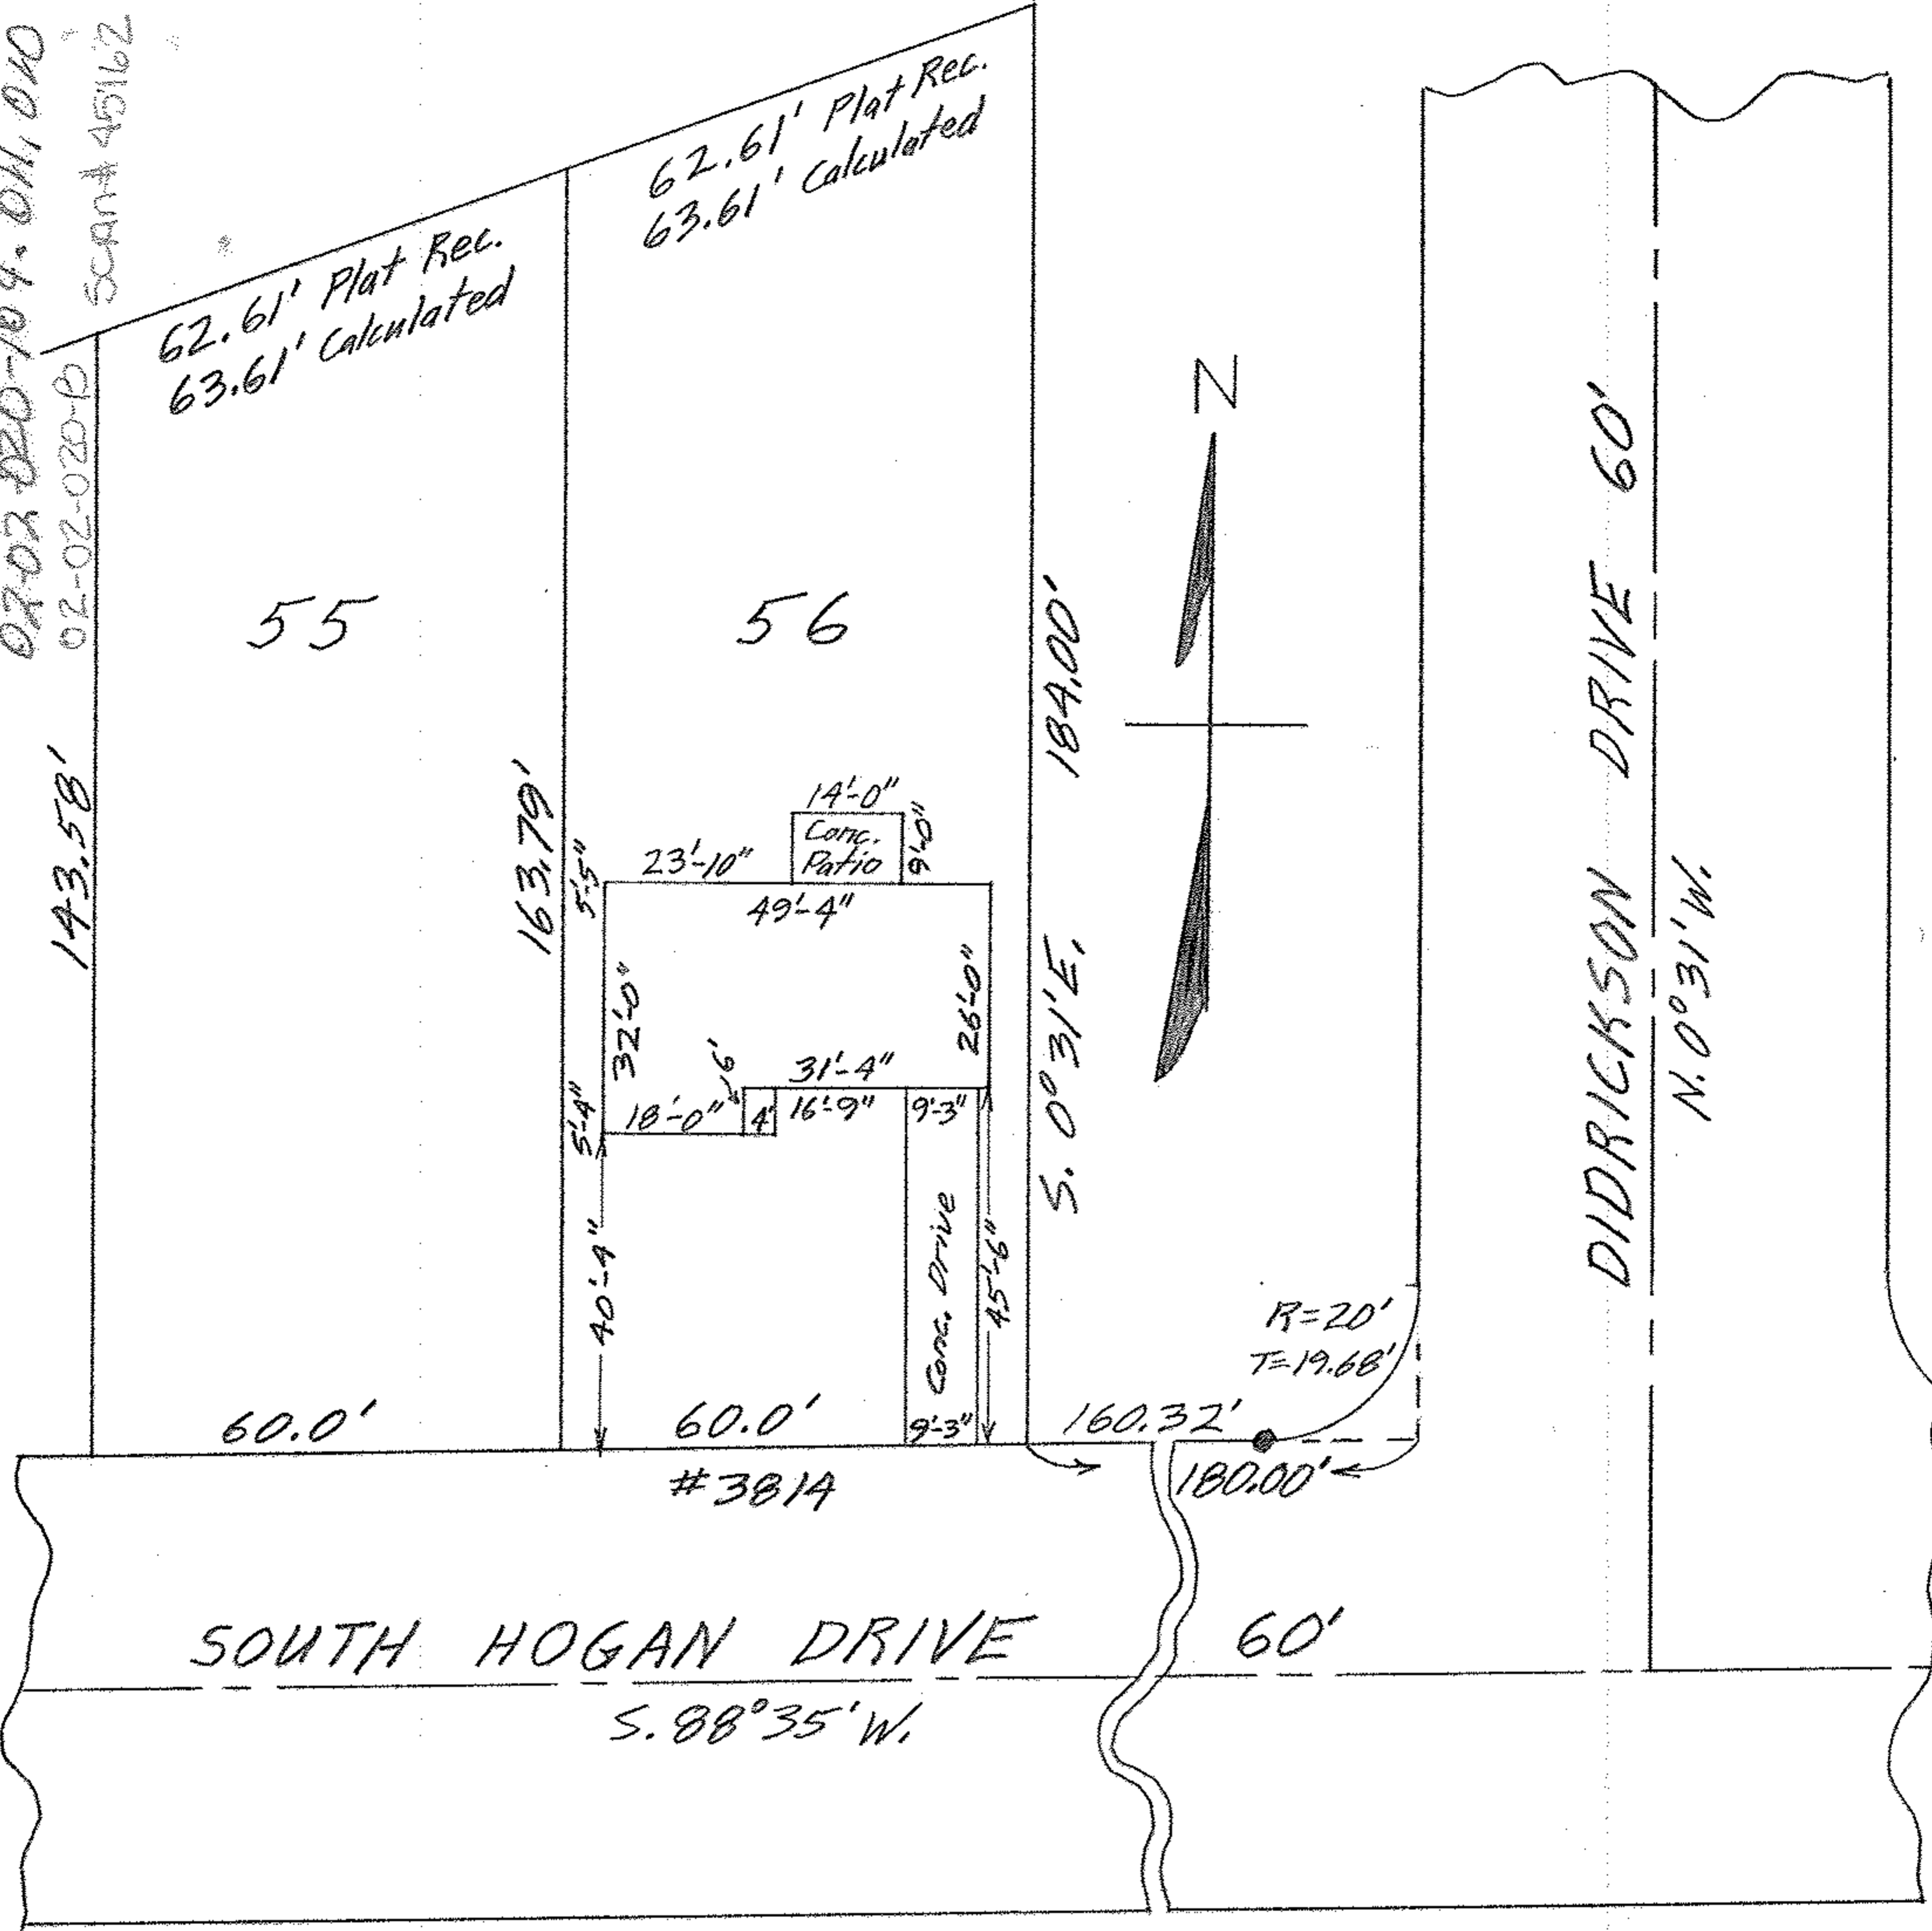 Scan# 45162
02-02-020-B
62.61' Plat Rec.
63.61' Calculated
62.61' Plat Rec.
63.61' Calculated
N
55
56
143.58'
163.79'
184.00'
S. 0°31'E.
DIDRICKSON DRIVE 60'
N. 0°31'W.
14'-0"
Conc.
Patio
9'-0"
23'-10"
5'-5"
49'-4"
32'-0"
26'-0"
6'
31'-4"
5'-4"
18'-0"
4'
16'-9"
9'-3"
40'-4"
Conc. Drive
45'-6"
R=20'
T=19.68'
60.0'
60.0'
9'-3"
160.32'
180.00'
#3814
SOUTH HOGAN DRIVE 60'
S. 88°35'W.